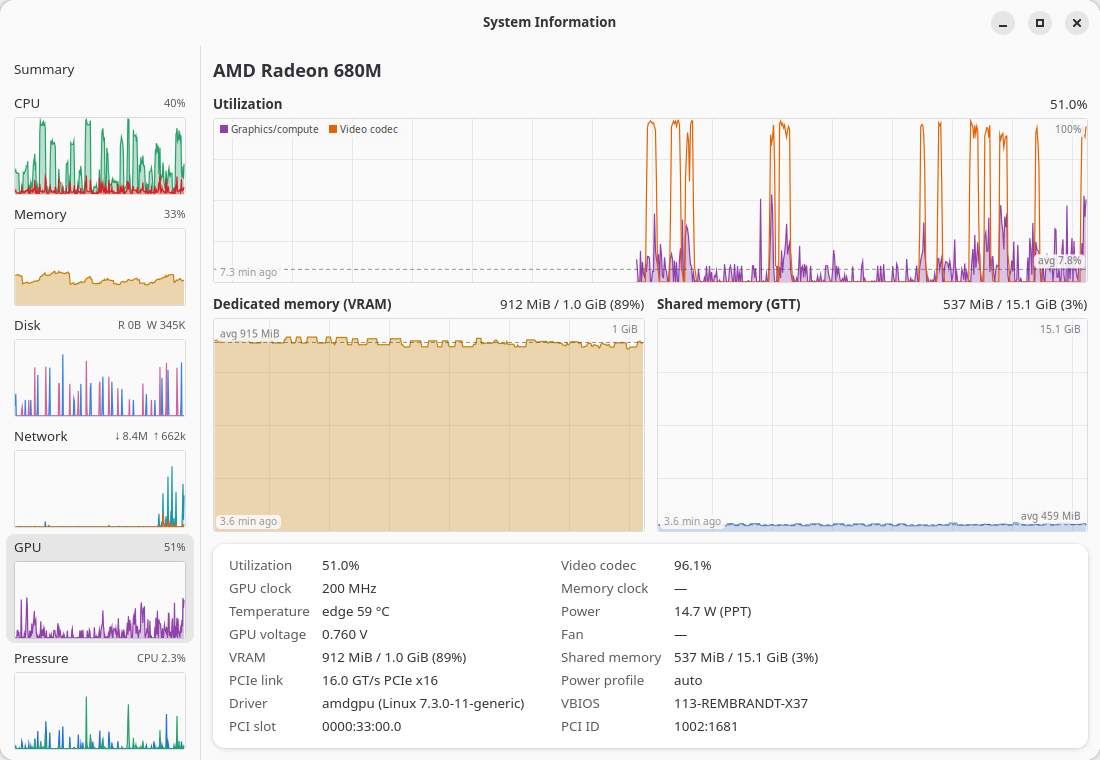 System Information
Summary
CPU 40%
Memory 33%
Disk R 0B W 345K
Network ↓ 8.4M ↑ 662k
GPU 51%
Pressure CPU 2.3%
AMD Radeon 680M
Utilization 51.0%
Graphics/compute Video codec 100%
avg 7.8%
7.3 min ago
Dedicated memory (VRAM) 912 MiB / 1.0 GiB (89%)
avg 915 MiB 1 GiB
3.6 min ago
Shared memory (GTT) 537 MiB / 15.1 GiB (3%)
15.1 GiB
avg 459 MiB
3.6 min ago
Utilization 51.0% Video codec 96.1%
GPU clock 200 MHz Memory clock —
Temperature edge 59 °C Power 14.7 W (PPT)
GPU voltage 0.760 V Fan —
VRAM 912 MiB / 1.0 GiB (89%) Shared memory 537 MiB / 15.1 GiB (3%)
PCIe link 16.0 GT/s PCIe x16 Power profile auto
Driver amdgpu (Linux 7.3.0-11-generic) VBIOS 113-REMBRANDT-X37
PCI slot 0000:33:00.0 PCI ID 1002:1681